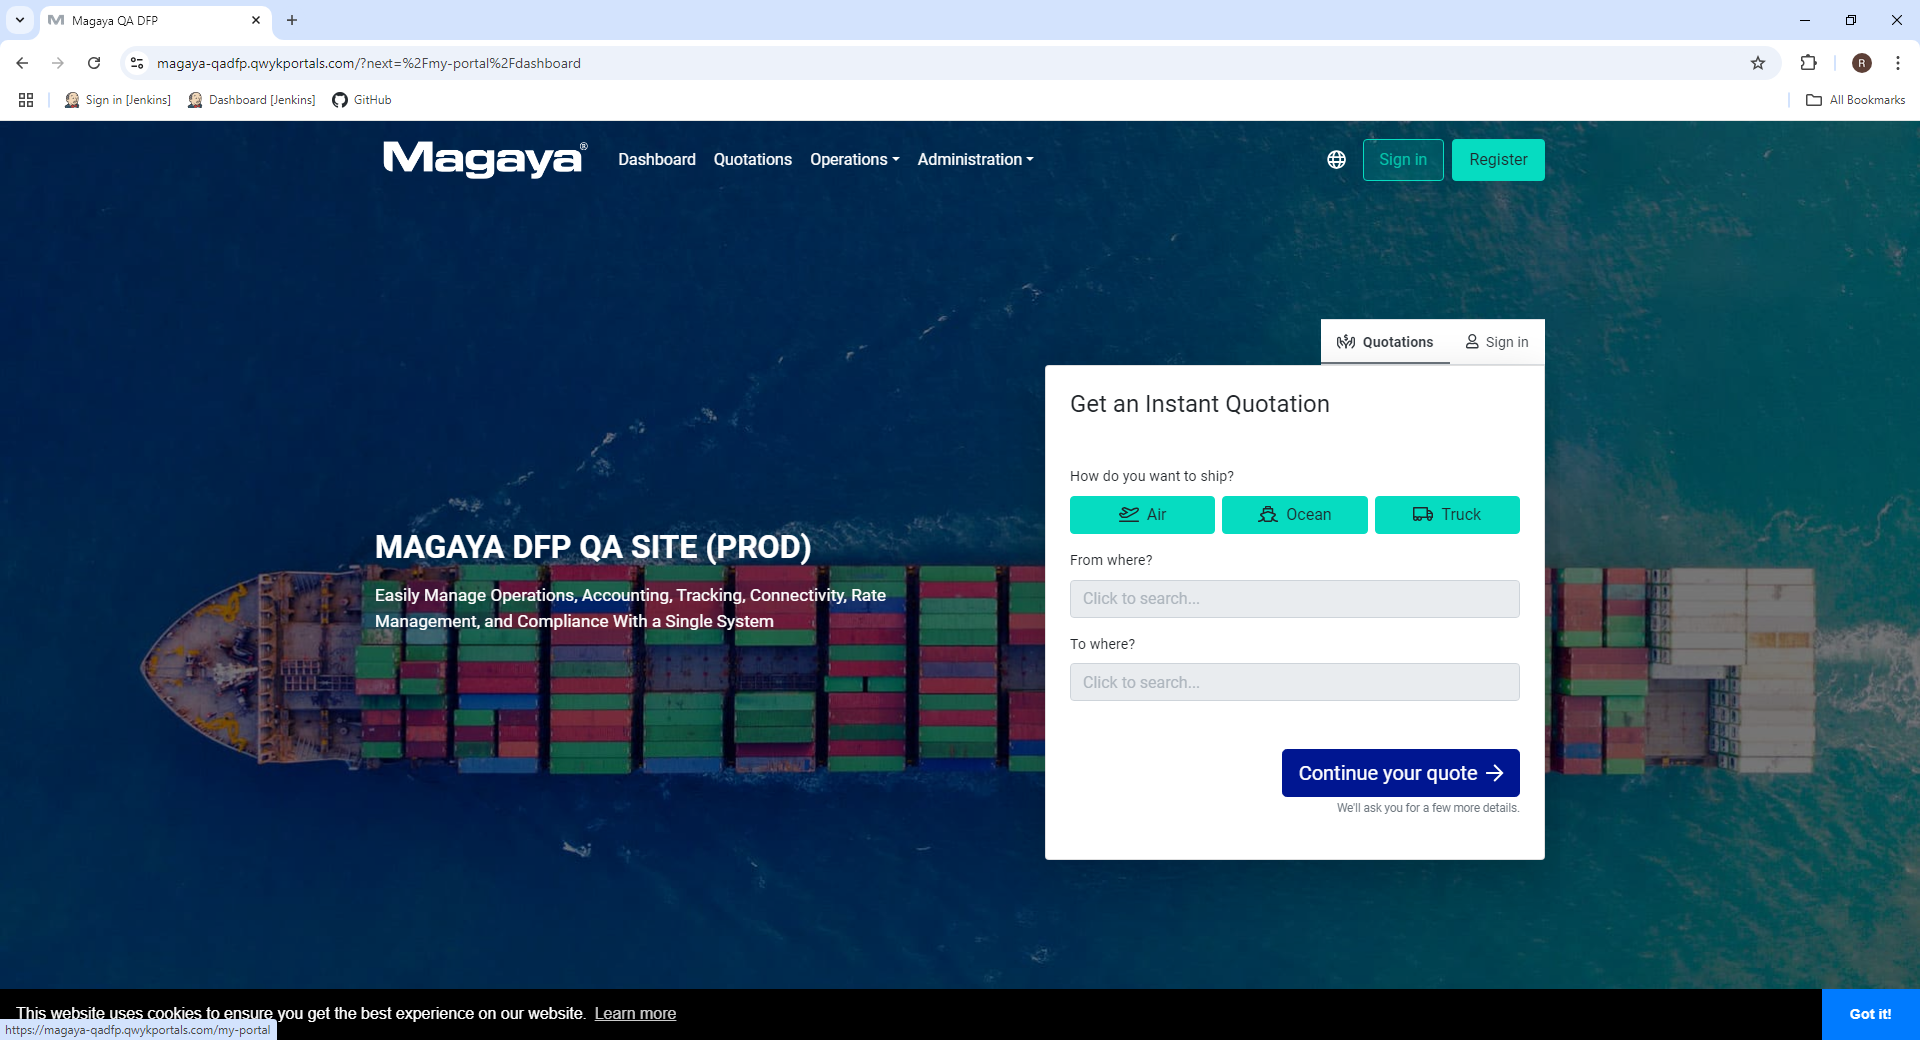 Magaya QA DFP
magaya-qadfp.qwykportals.com/?next=%2Fmy-portal%2Fdashboard
R
Sign in [Jenkins]
Dashboard [Jenkins]
GitHub
All Bookmarks
Magaya®
Dashboard
Quotations
Operations
Administration
Sign in
Register
Quotations
Sign in
Get an Instant Quotation
How do you want to ship?
Air
Ocean
Truck
From where?
Click to search...
To where?
Click to search...
Continue your quote
We'll ask you for a few more details.
MAGAYA DFP QA SITE (PROD)
Easily Manage Operations, Accounting, Tracking, Connectivity, Rate
Management, and Compliance With a Single System
This website uses cookies to ensure you get the best experience on our website. Learn more
Got it!
https://magaya-qadfp.qwykportals.com/my-portal